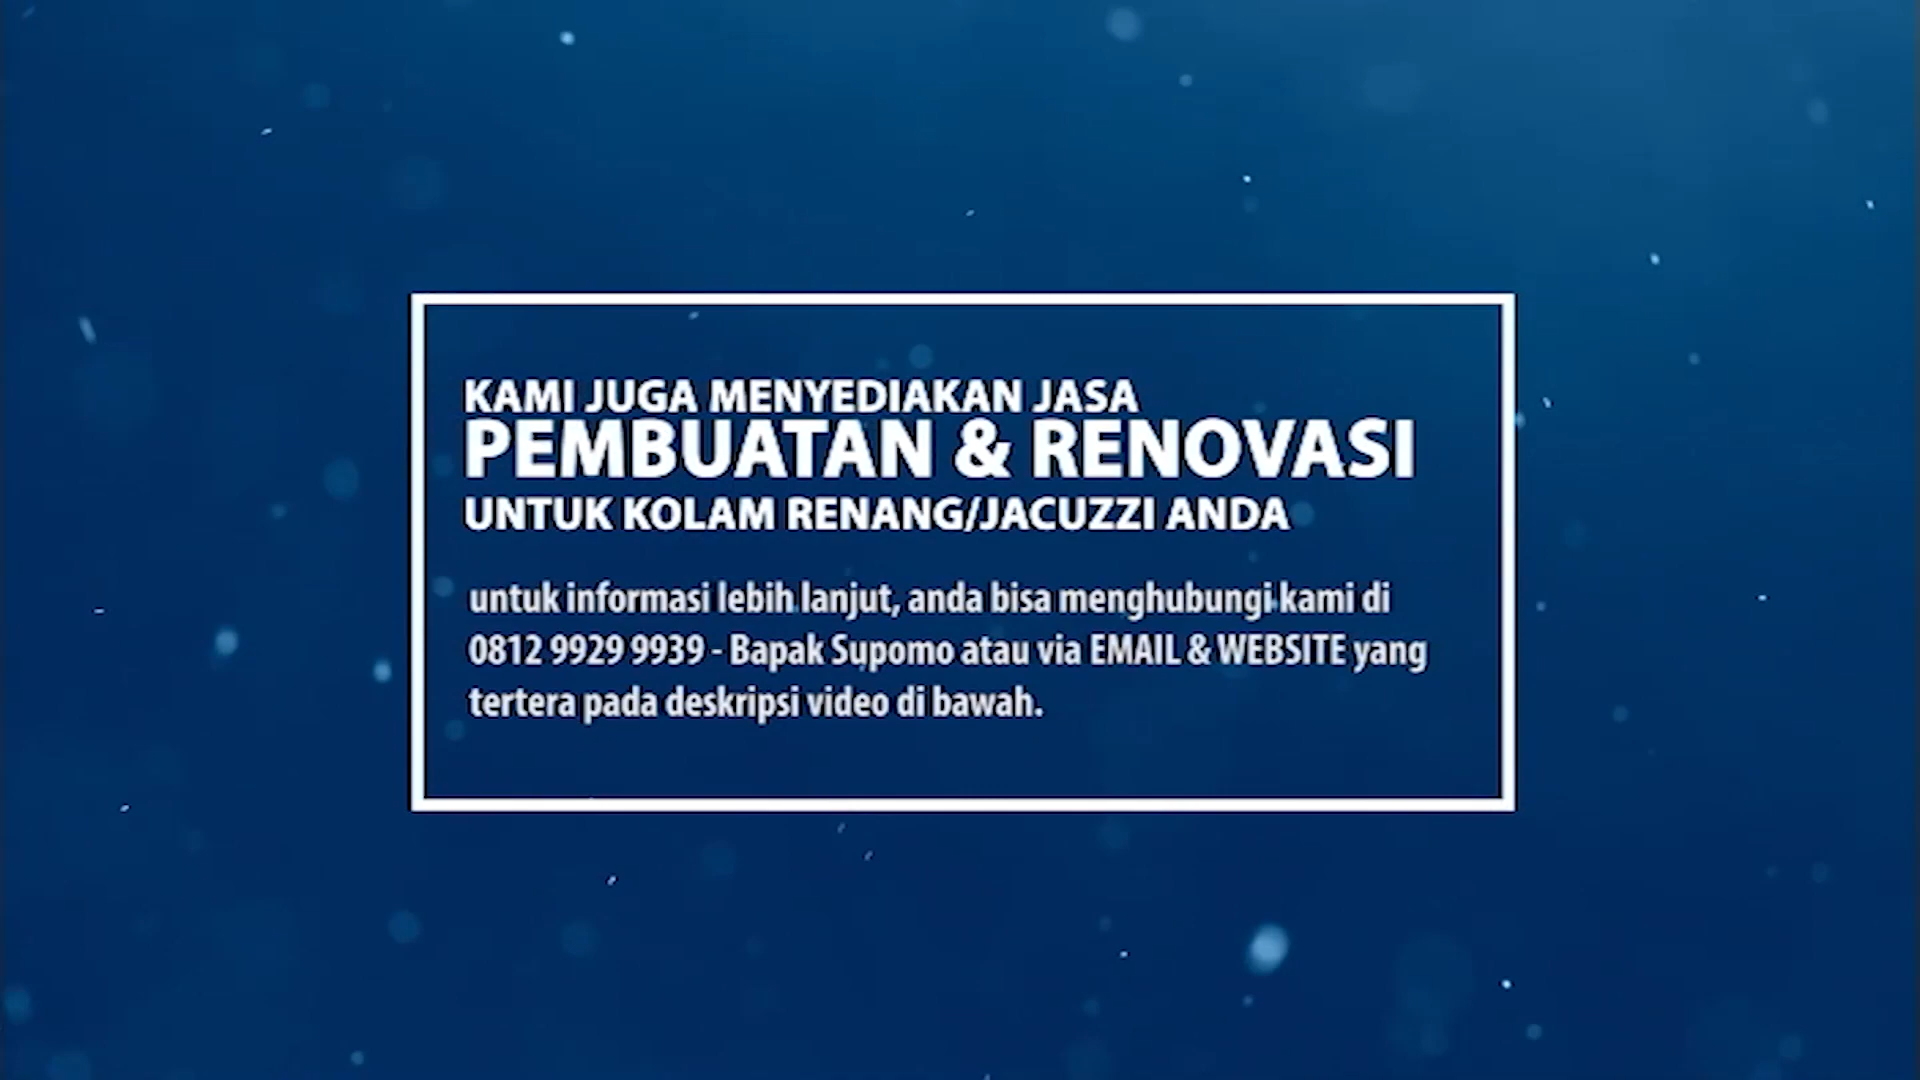 KAMI JUGA MENYEDIAKAN JASA
PEMBUATAN & RENOVASI
UNTUK KOLAM RENANG/JACUZZI ANDA
untuk informasi lebih lanjut, anda bisa menghubungi kami di
0812 9929 9939 - Bapak Supomo atau via EMAIL & WEBSITE yang
tertera pada deskripsi video di bawah.